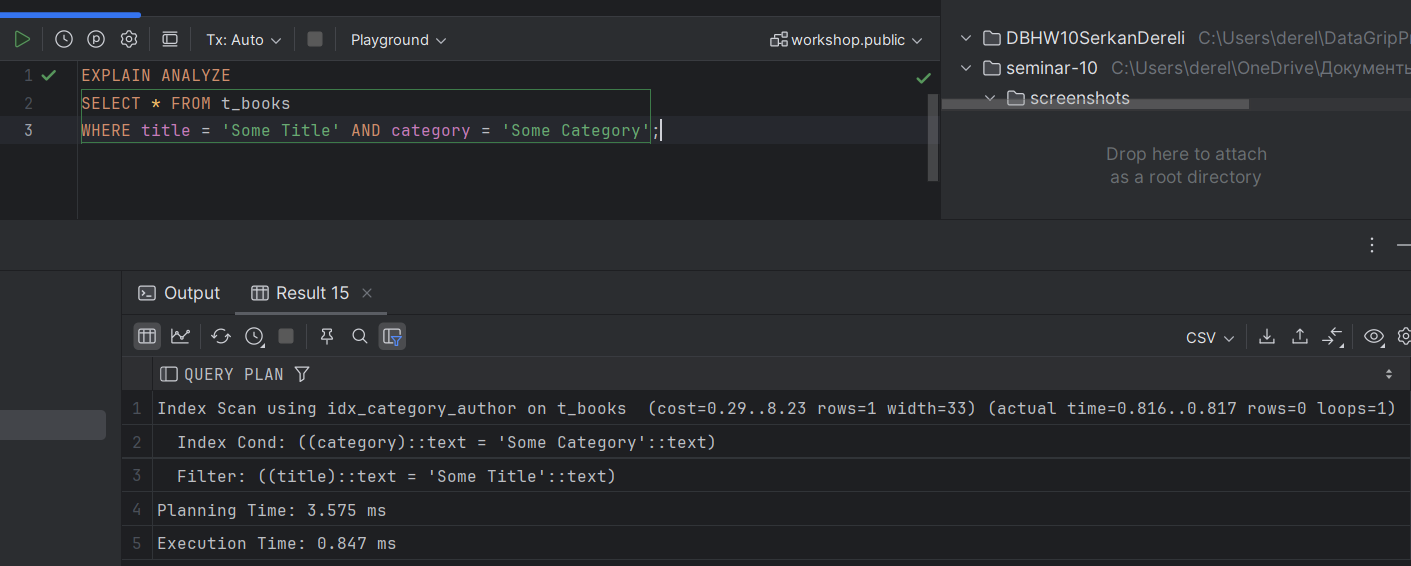 Tx: Auto
Playground
workshop.public
1 EXPLAIN ANALYZE
2 SELECT * FROM t_books
3 WHERE title = 'Some Title' AND category = 'Some Category';
DBHW10SerkanDereli C:\Users\derel\DataGripPr
seminar-10 C:\Users\derel\OneDrive\Документы
screenshots
Drop here to attach
as a root directory
Output
Result 15
CSV
QUERY PLAN
1 Index Scan using idx_category_author on t_books  (cost=0.29..8.23 rows=1 width=33) (actual time=0.816..0.817 rows=0 loops=1)
2 Index Cond: ((category)::text = 'Some Category'::text)
3 Filter: ((title)::text = 'Some Title'::text)
4 Planning Time: 3.575 ms
5 Execution Time: 0.847 ms